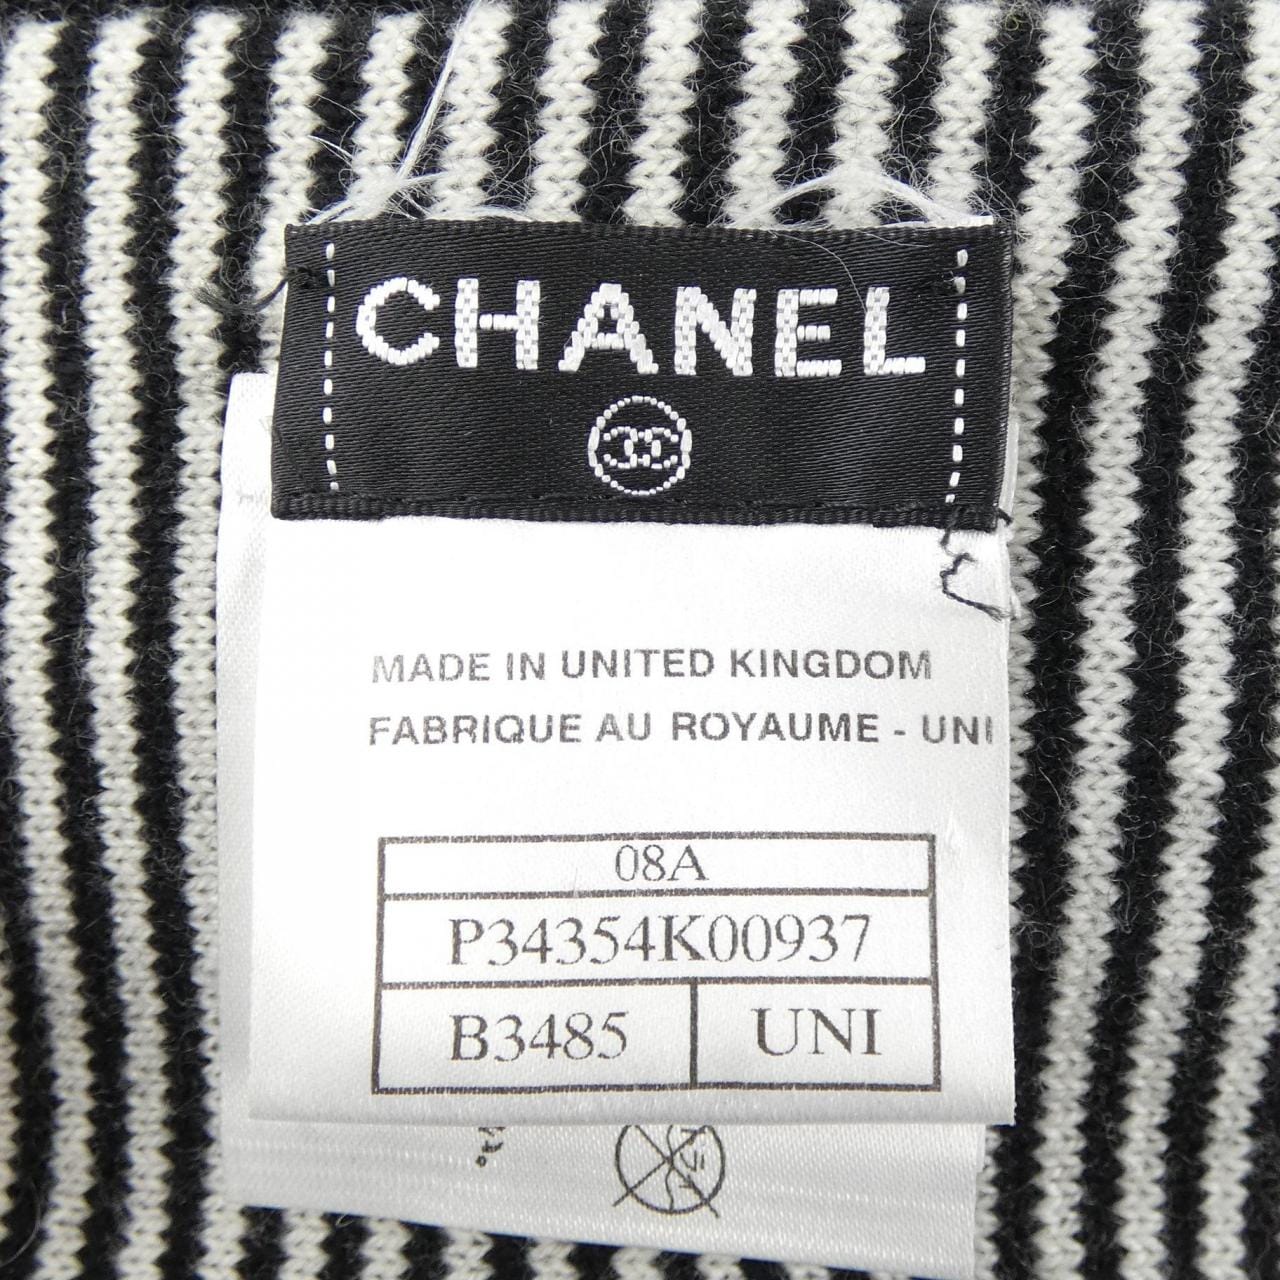 CHANEL
MADE IN UNITED KINGDOM
FABRIQUE AU ROYAUME - UNI
08A
P34354K00937
B3485 UNI